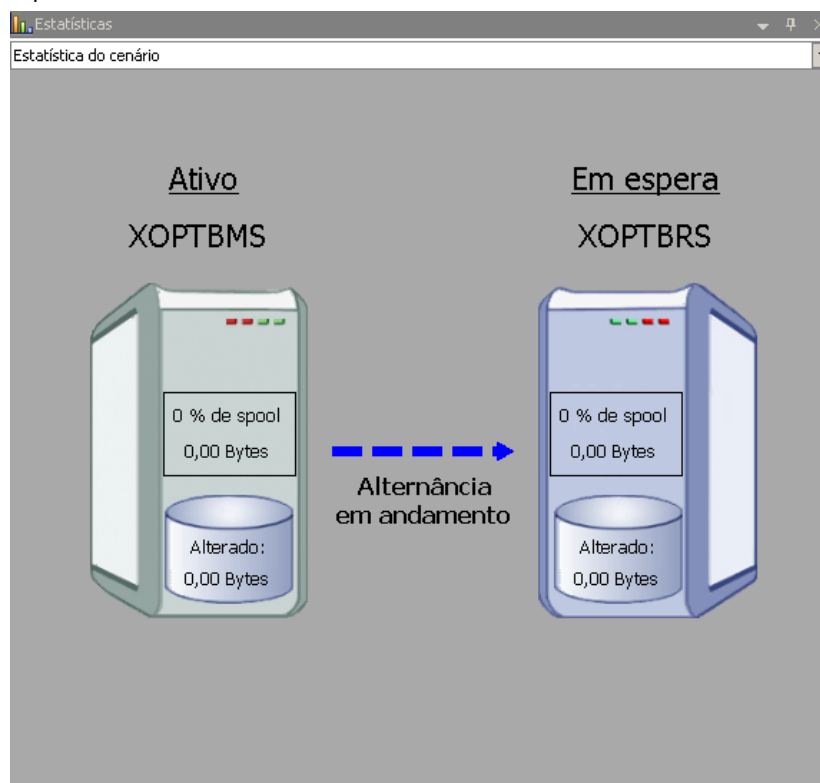 Estatísticas
Estatística do cenário
Ativo
Em espera
XOPTBMS
XOPTBRS
0 % de spool
0,00 Bytes
0 % de spool
0,00 Bytes
Alternância
em andamento
Alterado:
0,00 Bytes
Alterado:
0,00 Bytes